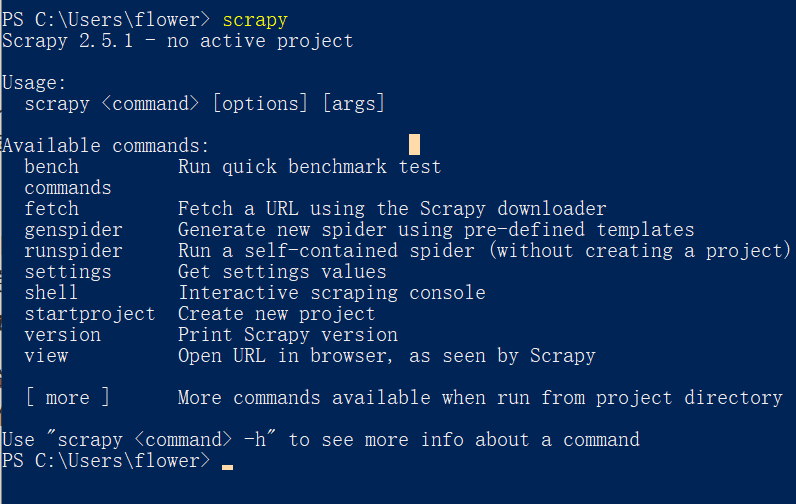 PS C:\Users\flower> scrapy
Scrapy 2.5.1 - no active project
Usage:
  scrapy <command> [options] [args]
Available commands:
  bench         Run quick benchmark test
  commands
  fetch         Fetch a URL using the Scrapy downloader
  genspider     Generate new spider using pre-defined templates
  runspider     Run a self-contained spider (without creating a project)
  settings      Get settings values
  shell         Interactive scraping console
  startproject  Create new project
  version       Print Scrapy version
  view          Open URL in browser, as seen by Scrapy
  [ more ]      More commands available when run from project directory
Use "scrapy <command> -h" to see more info about a command
PS C:\Users\flower>